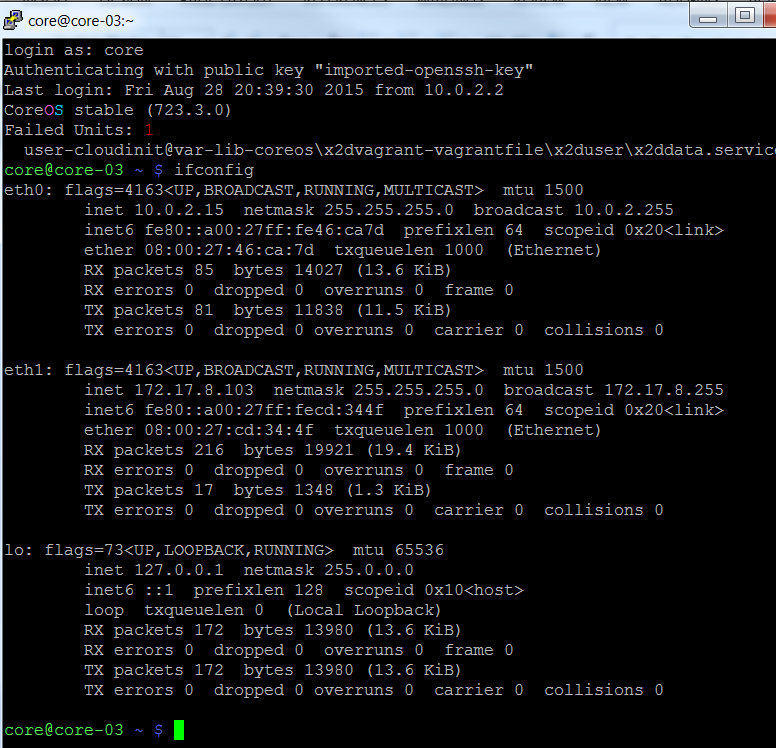 core@core-03:~
login as: core
Authenticating with public key "imported-openssh-key"
Last login: Fri Aug 28 20:39:30 2015 from 10.0.2.2
CoreOS stable (723.3.0)
Failed Units: 1
  user-cloudinit@var-lib-coreos\x2dvagrant-vagrantfile\x2duser\x2ddata.service
core@core-03 ~ $ ifconfig
eth0: flags=4163<UP,BROADCAST,RUNNING,MULTICAST>  mtu 1500
        inet 10.0.2.15  netmask 255.255.255.0  broadcast 10.0.2.255
        inet6 fe80::a00:27ff:fe46:ca7d  prefixlen 64  scopeid 0x20<link>
        ether 08:00:27:46:ca:7d  txqueuelen 1000  (Ethernet)
        RX packets 85  bytes 14027 (13.6 KiB)
        RX errors 0  dropped 0  overruns 0  frame 0
        TX packets 81  bytes 11838 (11.5 KiB)
        TX errors 0  dropped 0 overruns 0  carrier 0  collisions 0
eth1: flags=4163<UP,BROADCAST,RUNNING,MULTICAST>  mtu 1500
        inet 172.17.8.103  netmask 255.255.255.0  broadcast 172.17.8.255
        inet6 fe80::a00:27ff:fecd:344f  prefixlen 64  scopeid 0x20<link>
        ether 08:00:27:cd:34:4f  txqueuelen 1000  (Ethernet)
        RX packets 216  bytes 19921 (19.4 KiB)
        RX errors 0  dropped 0  overruns 0  frame 0
        TX packets 17  bytes 1348 (1.3 KiB)
        TX errors 0  dropped 0 overruns 0  carrier 0  collisions 0
lo: flags=73<UP,LOOPBACK,RUNNING>  mtu 65536
        inet 127.0.0.1  netmask 255.0.0.0
        inet6 ::1  prefixlen 128  scopeid 0x10<host>
        loop  txqueuelen 0  (Local Loopback)
        RX packets 172  bytes 13980 (13.6 KiB)
        RX errors 0  dropped 0  overruns 0  frame 0
        TX packets 172  bytes 13980 (13.6 KiB)
        TX errors 0  dropped 0 overruns 0  carrier 0  collisions 0
core@core-03 ~ $